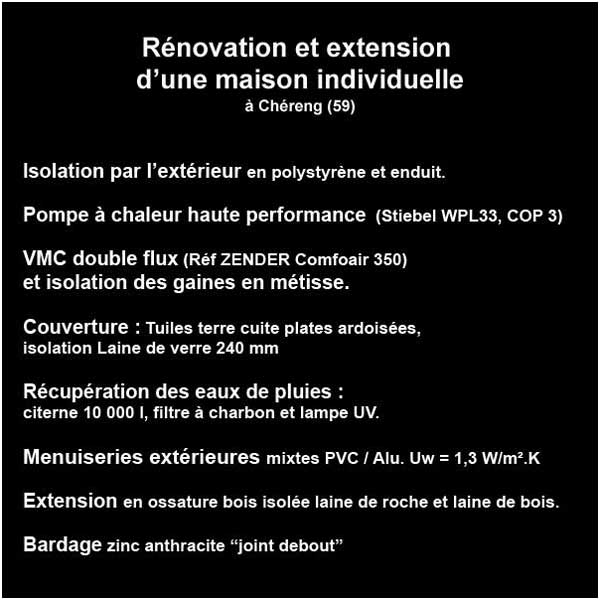 Rénovation et extension
d’une maison individuelle
à Chéreng (59)
Isolation par l’extérieur en polystyrène et enduit.
Pompe à chaleur haute performance (Stiebel WPL33, COP 3)
VMC double flux (Réf ZENDER Comfoair 350)
et isolation des gaines en métisse.
Couverture : Tuiles terre cuite plates ardoisées,
isolation Laine de verre 240 mm
Récupération des eaux de pluies :
citerne 10 000 l, filtre à charbon et lampe UV.
Menuiseries extérieures mixtes PVC / Alu. Uw = 1,3 W/m².K
Extension en ossature bois isolée laine de roche et laine de bois.
Bardage zinc anthracite “joint debout”